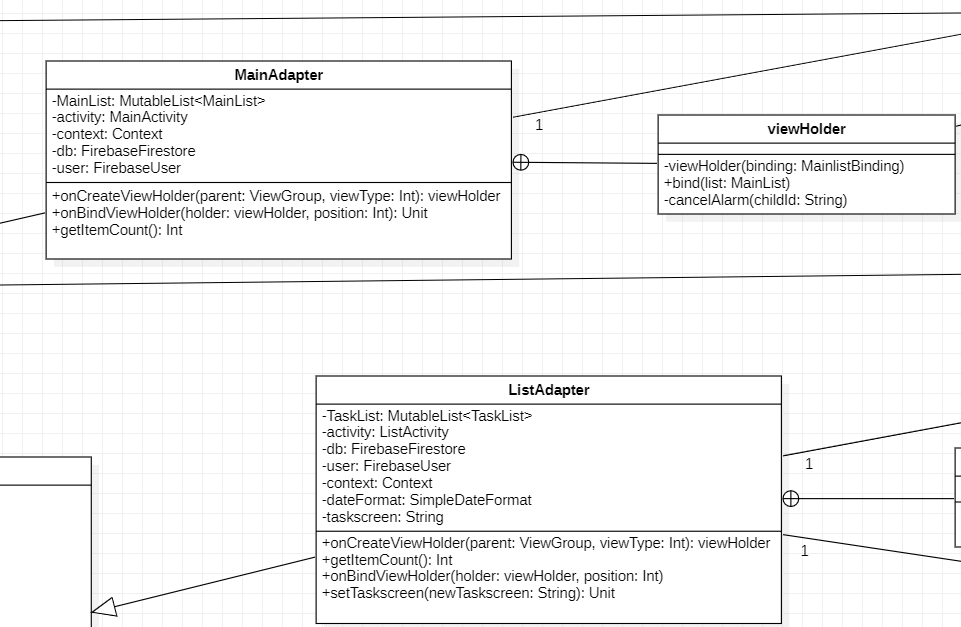 MainAdapter
-MainList: MutableList<MainList>
-activity: MainActivity
-context: Context
-db: FirebaseFirestore
-user: FirebaseUser
+onCreateViewHolder(parent: ViewGroup, viewType: Int): viewHolder
+onBindViewHolder(holder: viewHolder, position: Int): Unit
+getItemCount(): Int
1
viewHolder
-viewHolder(binding: MainlistBinding)
+bind(list: MainList)
-cancelAlarm(childId: String)
ListAdapter
-TaskList: MutableList<TaskList>
-activity: ListActivity
-db: FirebaseFirestore
-user: FirebaseUser
-context: Context
-dateFormat: SimpleDateFormat
-taskscreen: String
+onCreateViewHolder(parent: ViewGroup, viewType: Int): viewHolder
+getItemCount(): Int
+onBindViewHolder(holder: viewHolder, position: Int)
+setTaskscreen(newTaskscreen: String): Unit
1
1